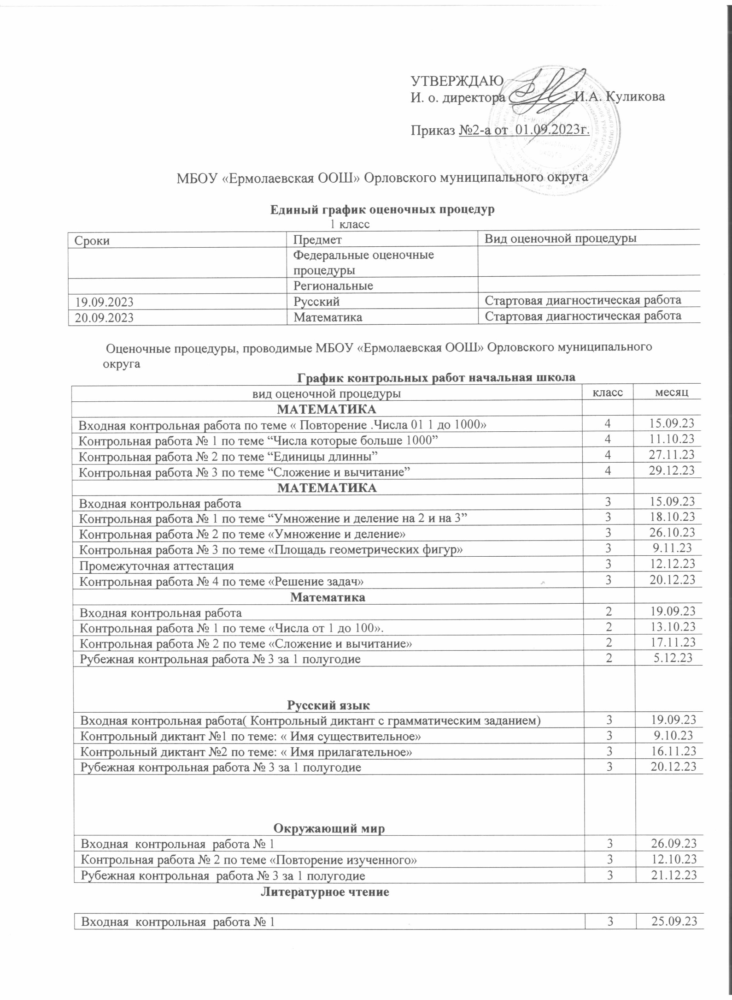 УТВЕРЖДАЮ
И. о. директора И.А. Куликова
Приказ №2-а от 01.09.2023г.
МБОУ «Ермолаевская ООШ» Орловского муниципального округа
Единый график оценочных процедур
1 класс
Сроки Предмет Вид оценочной процедуры
Федеральные оценочные
процедуры
Региональные
19.09.2023 Русский Стартовая диагностическая работа
20.09.2023 Математика Стартовая диагностическая работа
Оценочные процедуры, проводимые МБОУ «Ермолаевская ООШ» Орловского муниципального
округа
График контрольных работ начальная школа
вид оценочной процедуры класс месяц
МАТЕМАТИКА
Входная контрольная работа по теме « Повторение .Числа 01 1 до 1000» 4 15.09.23
Контрольная работа № 1 по теме “Числа которые больше 1000” 4 11.10.23
Контрольная работа № 2 по теме “Единицы длинны” 4 27.11.23
Контрольная работа № 3 по теме “Сложение и вычитание” 4 29.12.23
МАТЕМАТИКА
Входная контрольная работа 3 15.09.23
Контрольная работа № 1 по теме “Умножение и деление на 2 и на 3” 3 18.10.23
Контрольная работа № 2 по теме «Умножение и деление» 3 26.10.23
Контрольная работа № 3 по теме «Площадь геометрических фигур» 3 9.11.23
Промежуточная аттестация 3 12.12.23
Контрольная работа № 4 по теме «Решение задач» 3 20.12.23
Математика
Входная контрольная работа 2 19.09.23
Контрольная работа № 1 по теме «Числа от 1 до 100». 2 13.10.23
Контрольная работа № 2 по теме «Сложение и вычитание» 2 17.11.23
Рубежная контрольная работа № 3 за 1 полугодие 2 5.12.23
Русский язык
Входная контрольная работа( Контрольный диктант с грамматическим заданием) 3 19.09.23
Контрольный диктант №1 по теме: « Имя существительное» 3 9.10.23
Контрольный диктант №2 по теме: « Имя прилагательное» 3 16.11.23
Рубежная контрольная работа № 3 за 1 полугодие 3 20.12.23
Окружающий мир
Входная контрольная работа № 1 3 26.09.23
Контрольная работа № 2 по теме «Повторение изученного» 3 12.10.23
Рубежная контрольная работа № 3 за 1 полугодие 3 21.12.23
Литературное чтение
Входная контрольная работа № 1 3 25.09.23